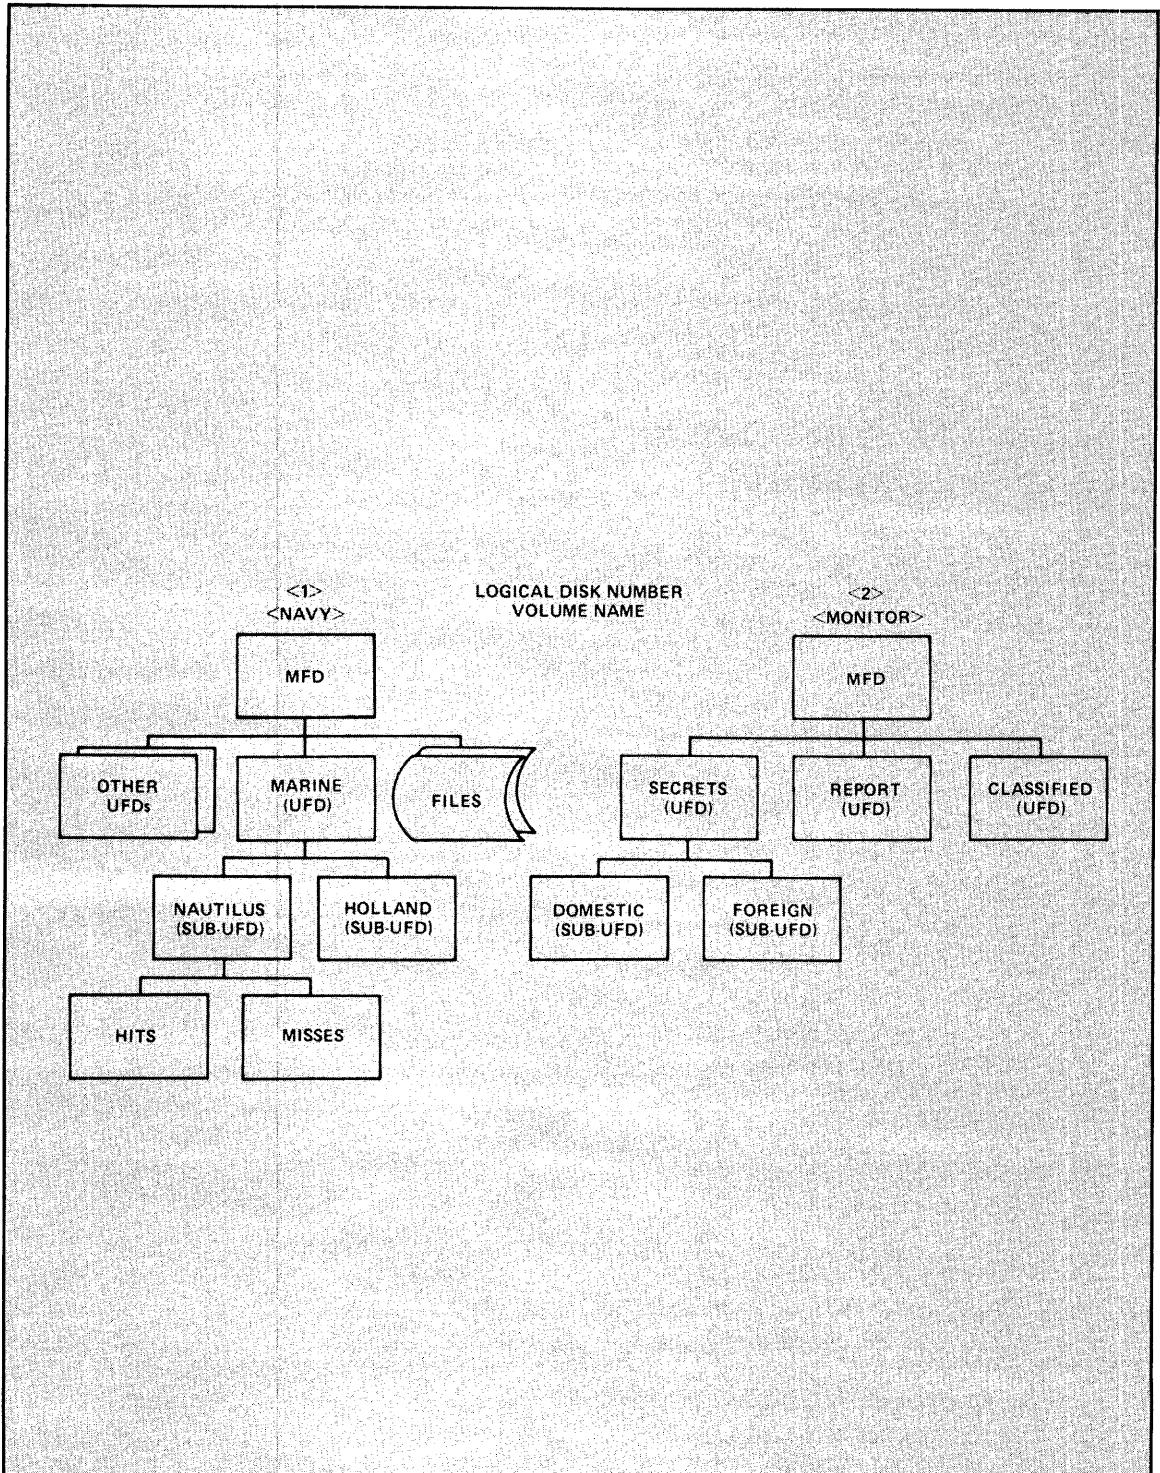 <1>
<NAVY>
LOGICAL DISK NUMBER
VOLUME NAME
<2>
<MONITOR>
MFD
MFD
OTHER
UFDs
MARINE
(UFD)
FILES
SECRETS
(UFD)
REPORT
(UFD)
CLASSIFIED
(UFD)
NAUTILUS
(SUB-UFD)
HOLLAND
(SUB-UFD)
DOMESTIC
(SUB-UFD)
FOREIGN
(SUB-UFD)
HITS
MISSES